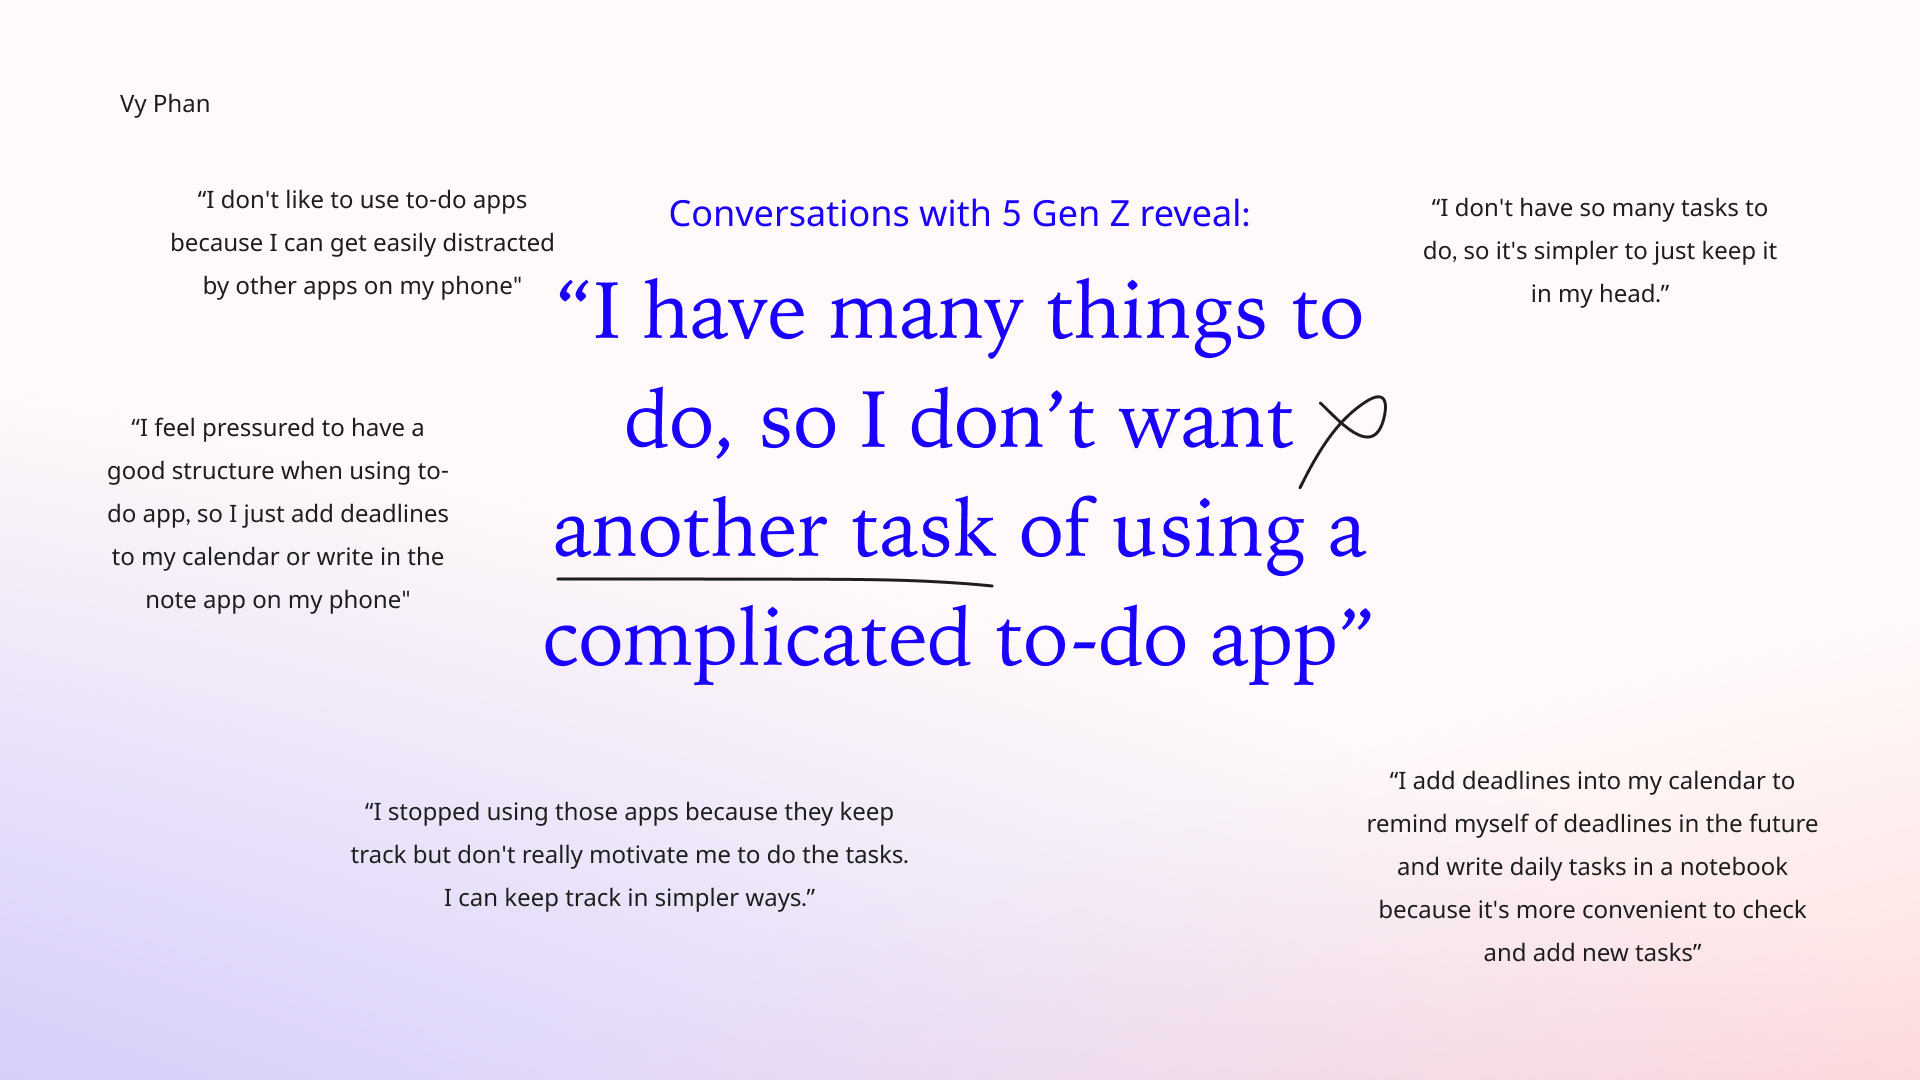 Vy Phan
“I don't like to use to-do apps
because I can get easily distracted
by other apps on my phone"
Conversations with 5 Gen Z reveal:
“I have many things to
do, so I don’t want
another task of using a
complicated to-do app”
“I don't have so many tasks to
do, so it's simpler to just keep it
in my head.”
“I feel pressured to have a
good structure when using to-
do app, so I just add deadlines
to my calendar or write in the
note app on my phone"
“I stopped using those apps because they keep
track but don't really motivate me to do the tasks.
I can keep track in simpler ways.”
“I add deadlines into my calendar to
remind myself of deadlines in the future
and write daily tasks in a notebook
because it's more convenient to check
and add new tasks”